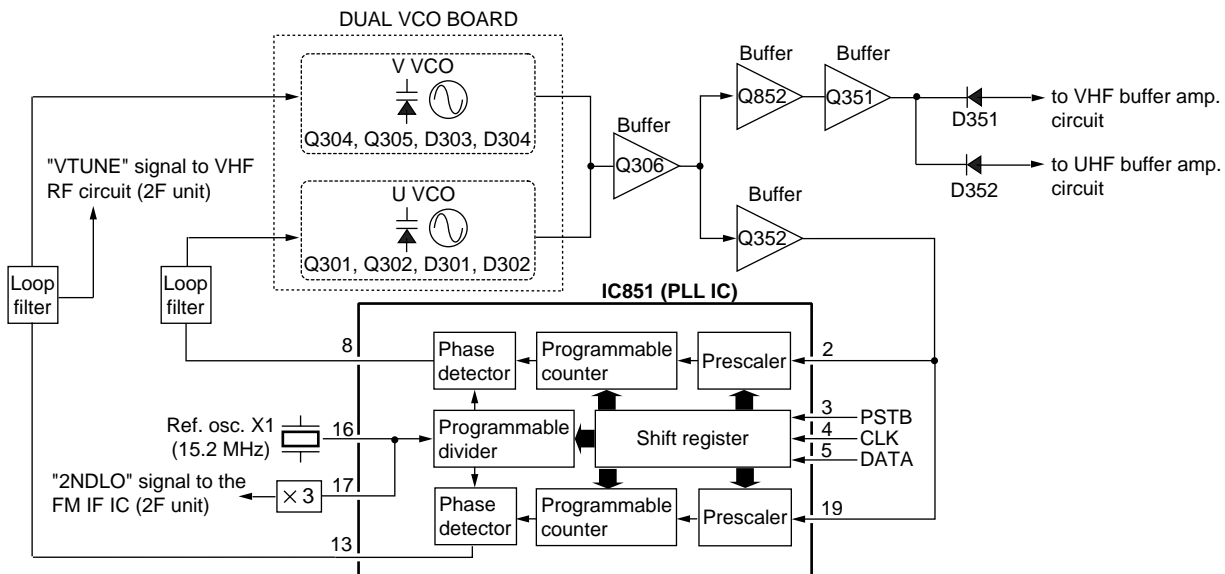 DUAL VCO BOARD
V VCO
Q304, Q305, D303, D304
U VCO
Q301, Q302, D301, D302
Buffer
Q306
Buffer
Q852
Buffer
Q351
D351
to VHF buffer amp.
circuit
D352
to UHF buffer amp.
circuit
Buffer
Q352
"VTUNE" signal to VHF
RF circuit (2F unit)
Loop
filter
Loop
filter
IC851 (PLL IC)
8
Phase
detector
Programmable
counter
Prescaler
2
Ref. osc. X1
(15.2 MHz)
16
Programmable
divider
Shift register
3
PSTB
4
CLK
5
DATA
"2NDLO" signal to the
FM IF IC (2F unit)
× 3
17
Phase
detector
Programmable
counter
Prescaler
19
13